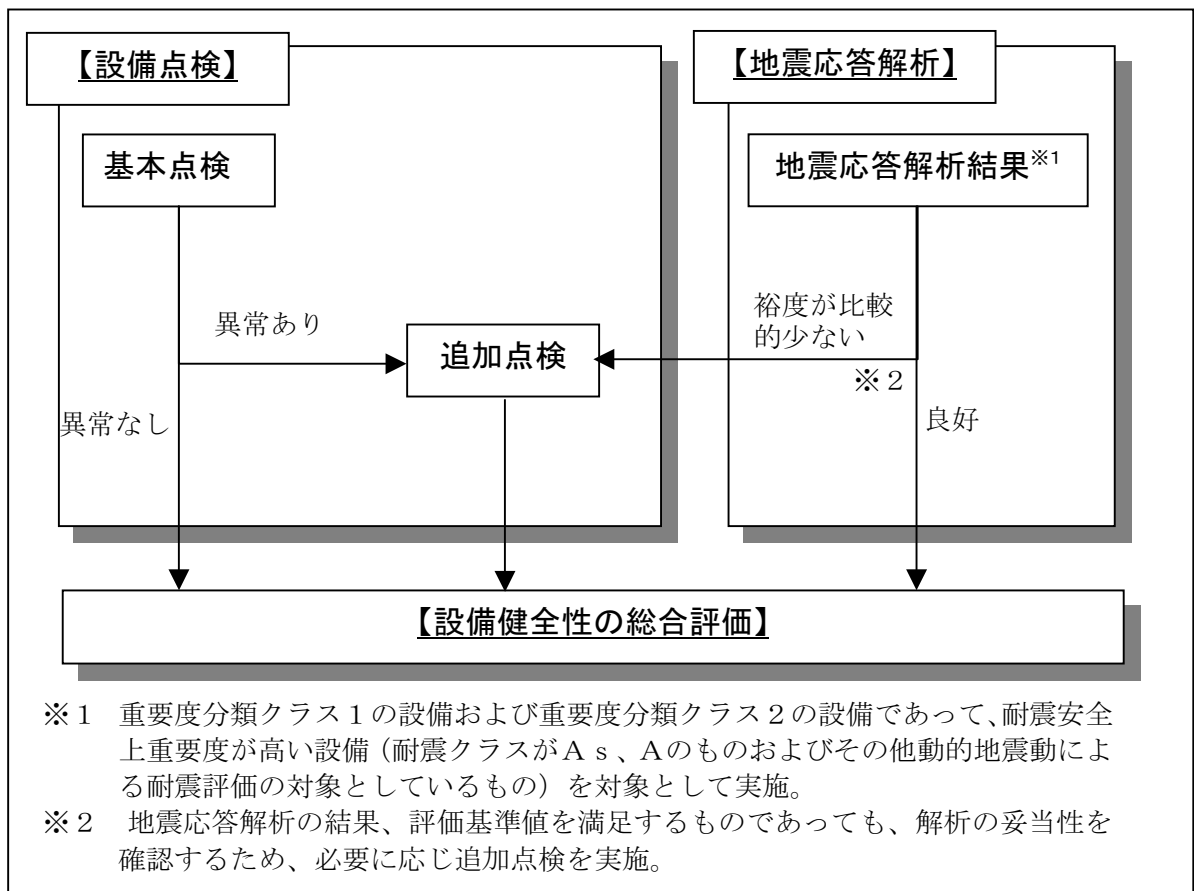 【設備点検】
【地震応答解析】
基本点検
地震応答解析結果※1
異常あり
追加点検
裕度が比較
的少ない
※２
異常なし
良好
【設備健全性の総合評価】
※１　重要度分類クラス１の設備および重要度分類クラス２の設備であって、耐震安全
上重要度が高い設備（耐震クラスがＡｓ、Ａのものおよびその他動的地震動によ
る耐震評価の対象としているもの）を対象として実施。
※２　地震応答解析の結果、評価基準値を満足するものであっても、解析の妥当性を
確認するため、必要に応じ追加点検を実施。